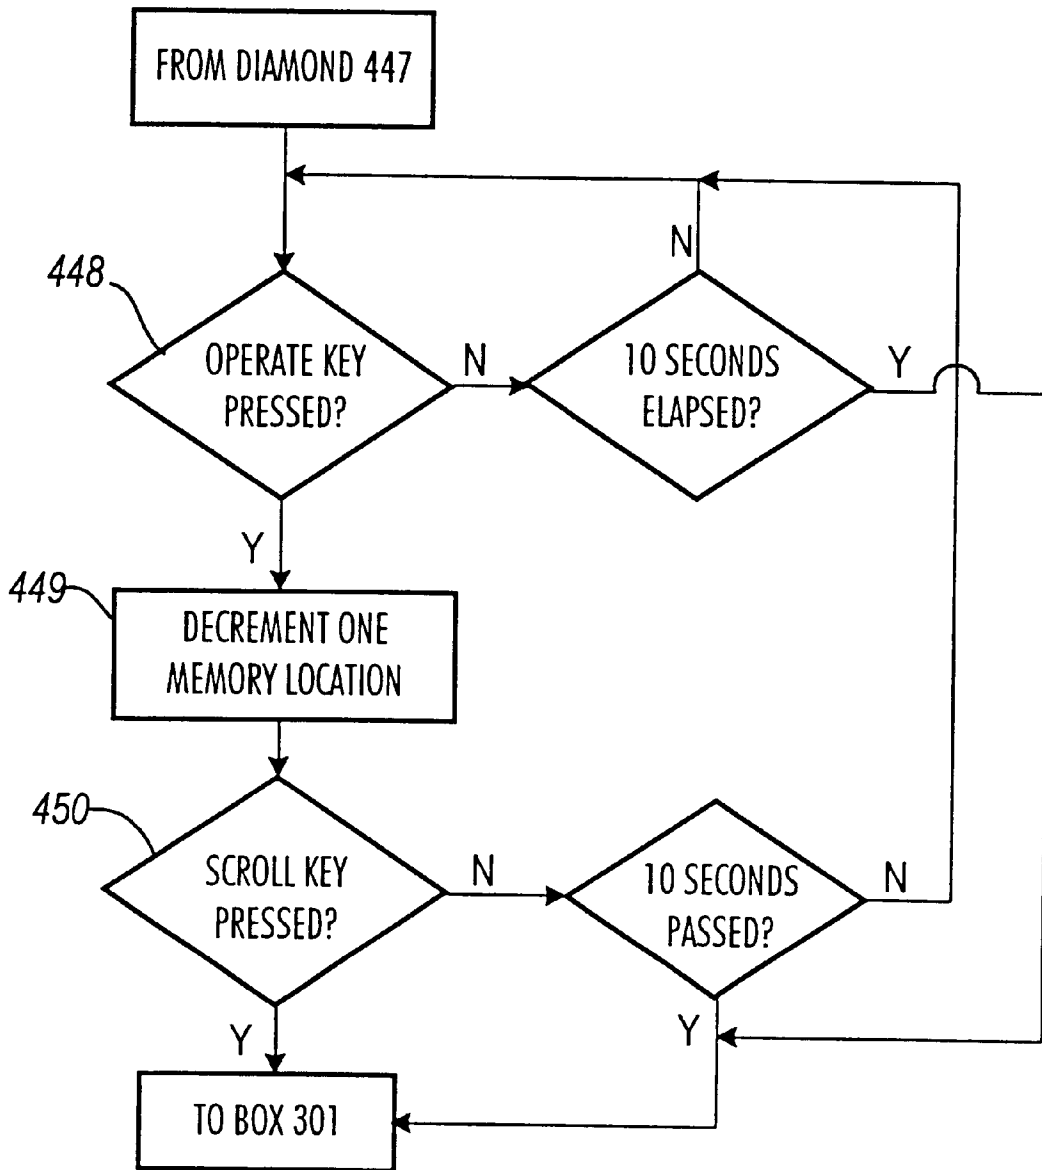 FROM DIAMOND 447
448
OPERATE KEY
PRESSED?
N
10 SECONDS
ELAPSED?
N
Y
Y
449
DECREMENT ONE
MEMORY LOCATION
450
SCROLL KEY
PRESSED?
N
10 SECONDS
PASSED?
N
Y
Y
TO BOX 301